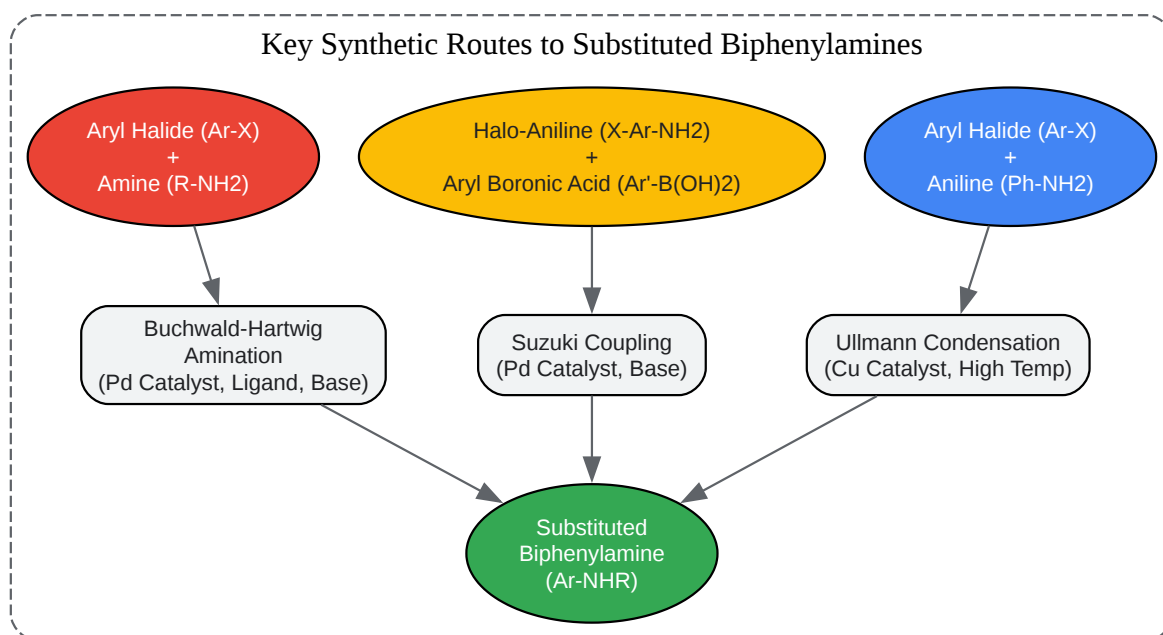 Key Synthetic Routes to Substituted Biphenylamines
Aryl Halide (Ar-X)
+
Amine (R-NH2)
Halo-Aniline (X-Ar-NH2)
+
Aryl Boronic Acid (Ar'-B(OH)2)
Aryl Halide (Ar-X)
+
Aniline (Ph-NH2)
Buchwald-Hartwig
Amination
(Pd Catalyst, Ligand, Base)
Suzuki Coupling
(Pd Catalyst, Base)
Ullmann Condensation
(Cu Catalyst, High Temp)
Substituted
Biphenylamine
(Ar-NHR)